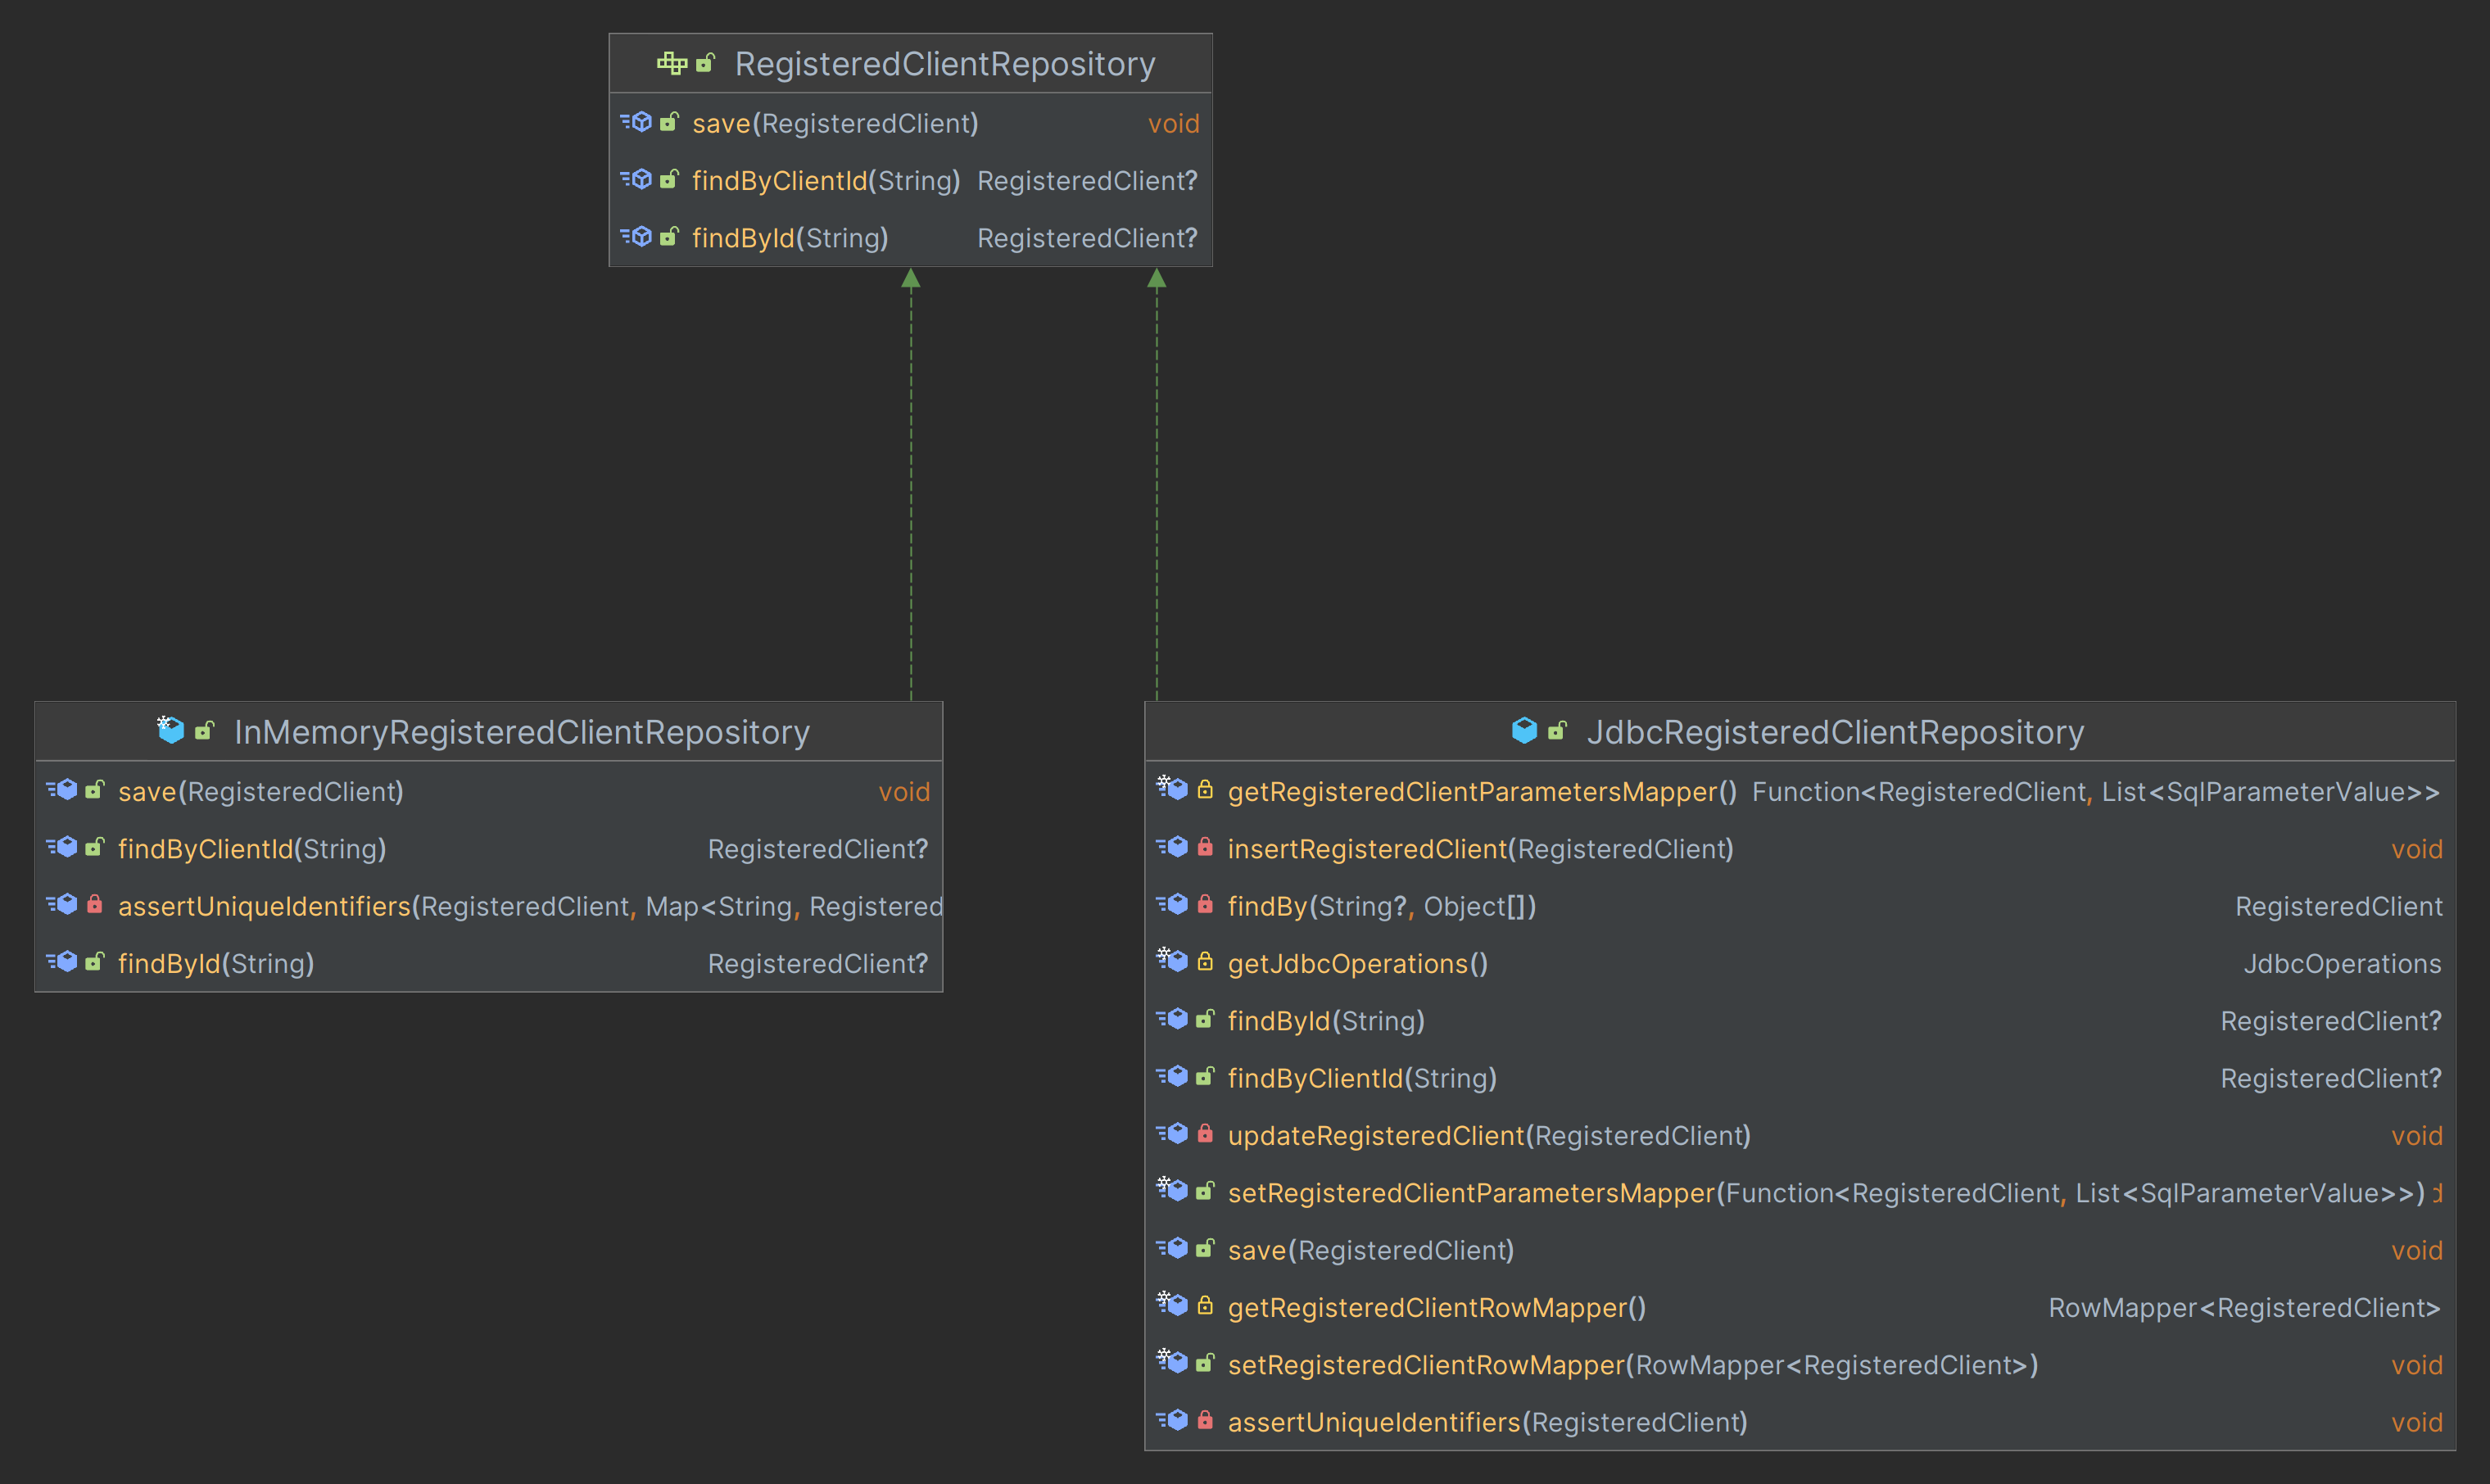 RegisteredClientRepository
save(RegisteredClient) void
findByClientId(String) RegisteredClient?
findById(String) RegisteredClient?
InMemoryRegisteredClientRepository
save(RegisteredClient) void
findByClientId(String) RegisteredClient?
assertUniqueIdentifiers(RegisteredClient, Map<String, Registered
findById(String) RegisteredClient?
JdbcRegisteredClientRepository
getRegisteredClientParametersMapper() Function<RegisteredClient, List<SqlParameterValue>>
insertRegisteredClient(RegisteredClient) void
findBy(String?, Object[]) RegisteredClient
getJdbcOperations() JdbcOperations
findById(String) RegisteredClient?
findByClientId(String) RegisteredClient?
updateRegisteredClient(RegisteredClient) void
setRegisteredClientParametersMapper(Function<RegisteredClient, List<SqlParameterValue>>) d
save(RegisteredClient) void
getRegisteredClientRowMapper() RowMapper<RegisteredClient>
setRegisteredClientRowMapper(RowMapper<RegisteredClient>) void
assertUniqueIdentifiers(RegisteredClient) void